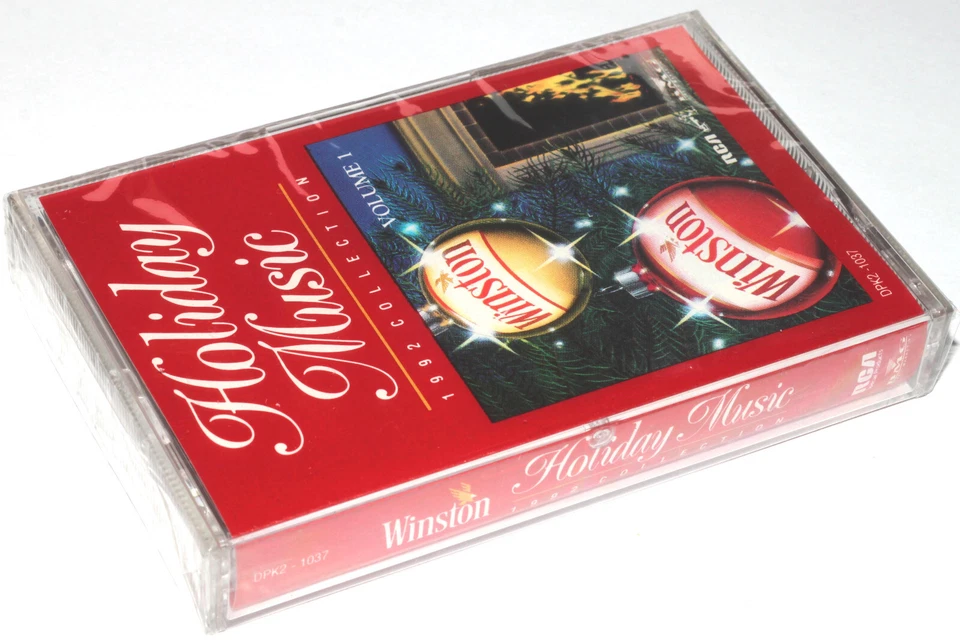 Holiday
Music
1992 COLLECTION
VOLUME 1
Winston
Winston
RCA
DPK2-1037
DPK2-1037
Winston
Holiday Music
1992 COLLECTION
RCA